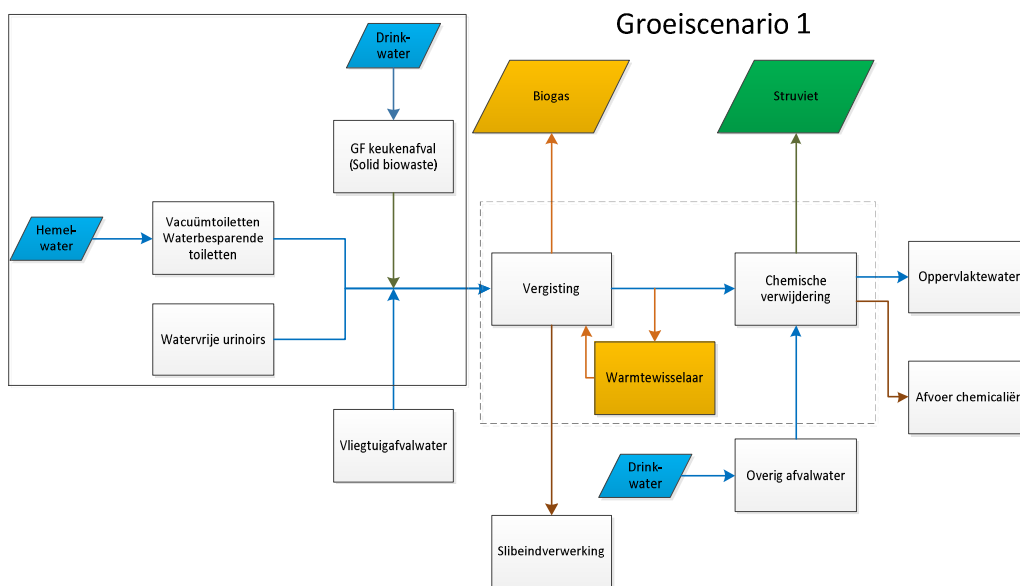 Groeiscenario 1
Drink-
water
Biogas
Struviet
GF keukenafval
(Solid biowaste)
Hemel-
water
Vacuümtoiletten
Waterbesparende
toiletten
Vergisting
Chemische
verwijdering
Oppervlaktewater
Watervrije urinoirs
Warmtewisselaar
Afvoer chemicaliën
Vliegtuigafvalwater
Drink-
water
Overig afvalwater
Slibeindverwerking